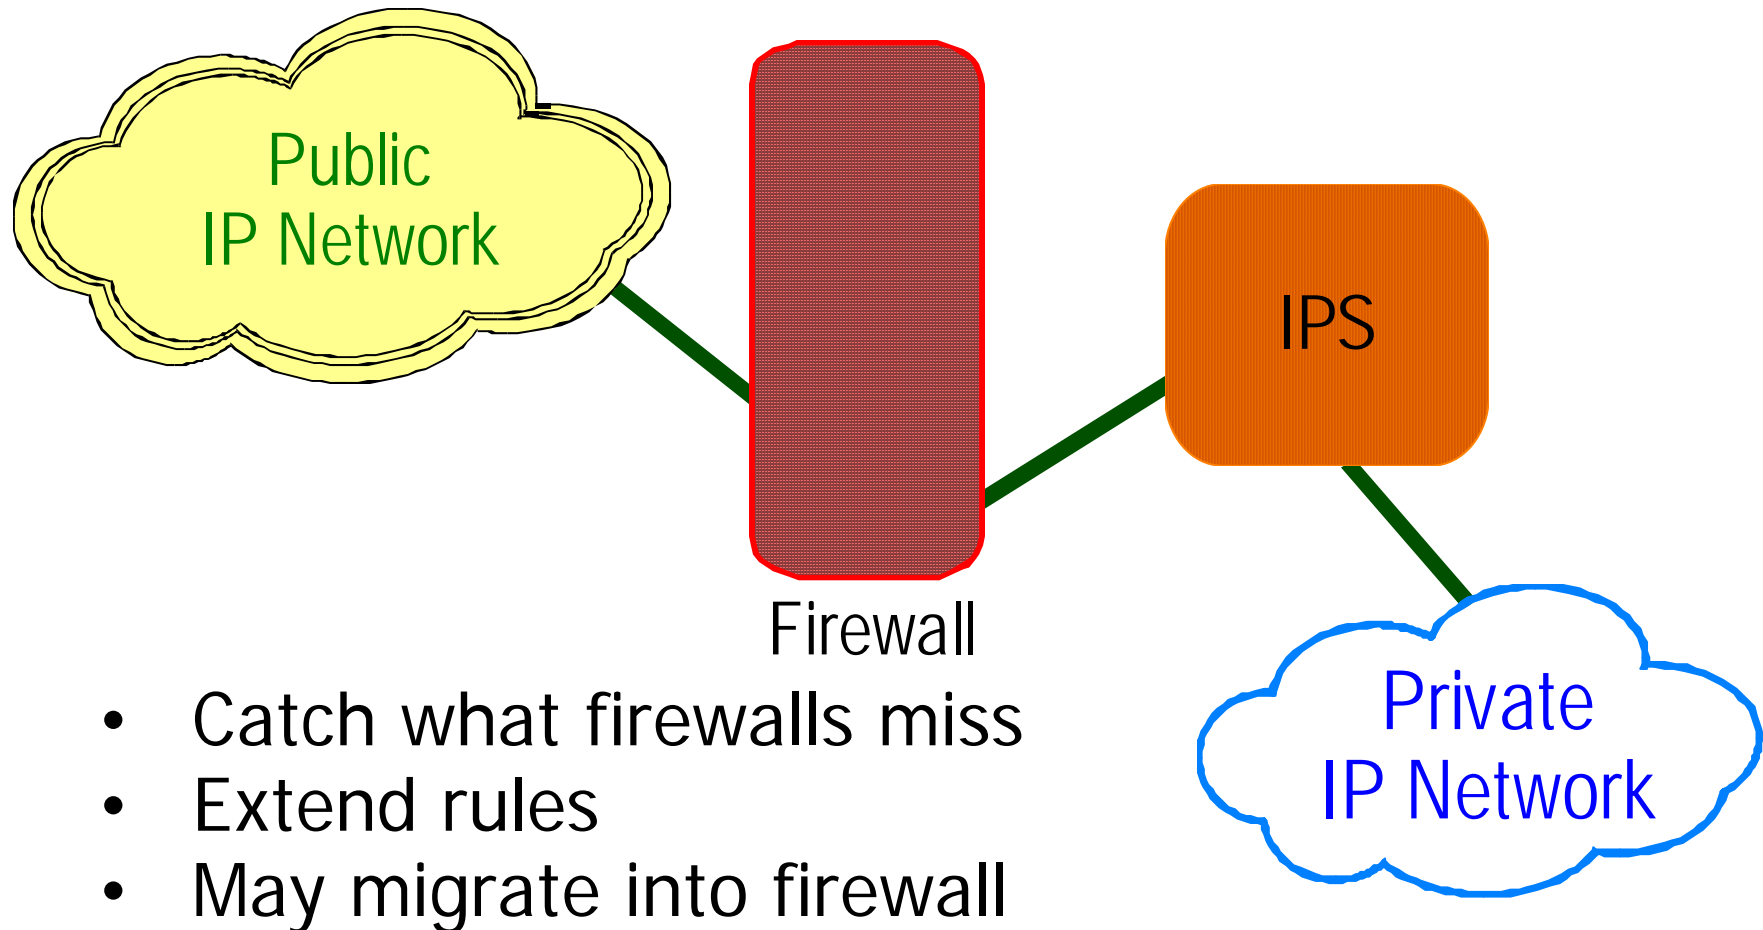 Public
IP Network
IPS
Firewall
Private
IP Network
• Catch what firewalls miss
• Extend rules
• May migrate into firewall